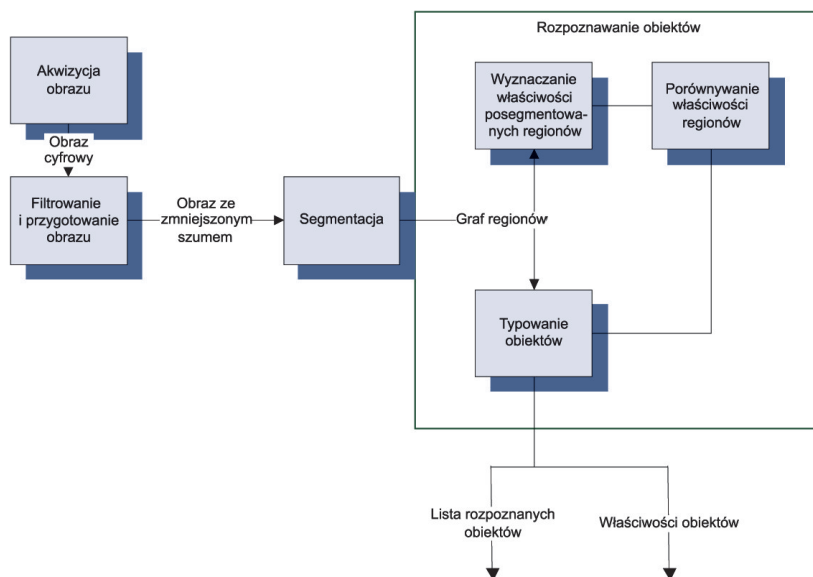 Rozpoznawanie obiektów
Akwizycja
obrazu
Obraz
cyfrowy
Filtrowanie
i przygotowanie
obrazu
Obraz ze
zmniejszonym
szumem
Segmentacja
Graf regionów
Wyznaczanie
właściwości
posegmentowa-
nych regionów
Porównywanie
właściwości
regionów
Typowanie
obiektów
Lista rozpoznanych
obiektów
Właściwości obiektów